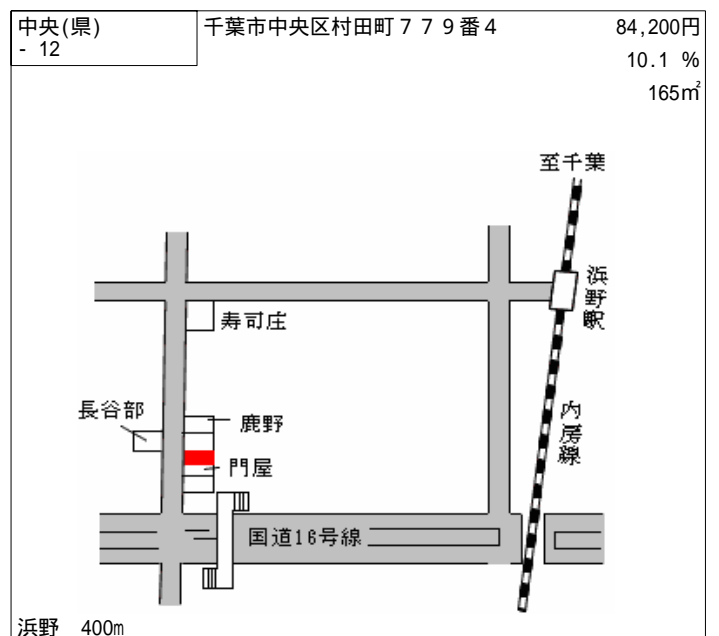 中央(県)
- 12
千葉市中央区村田町７７９番４
84,200円
10.1 %
165㎡
至千葉
浜野駅
寿司庄
長谷部
鹿野
内房線
門屋
国道16号線
浜野 400m